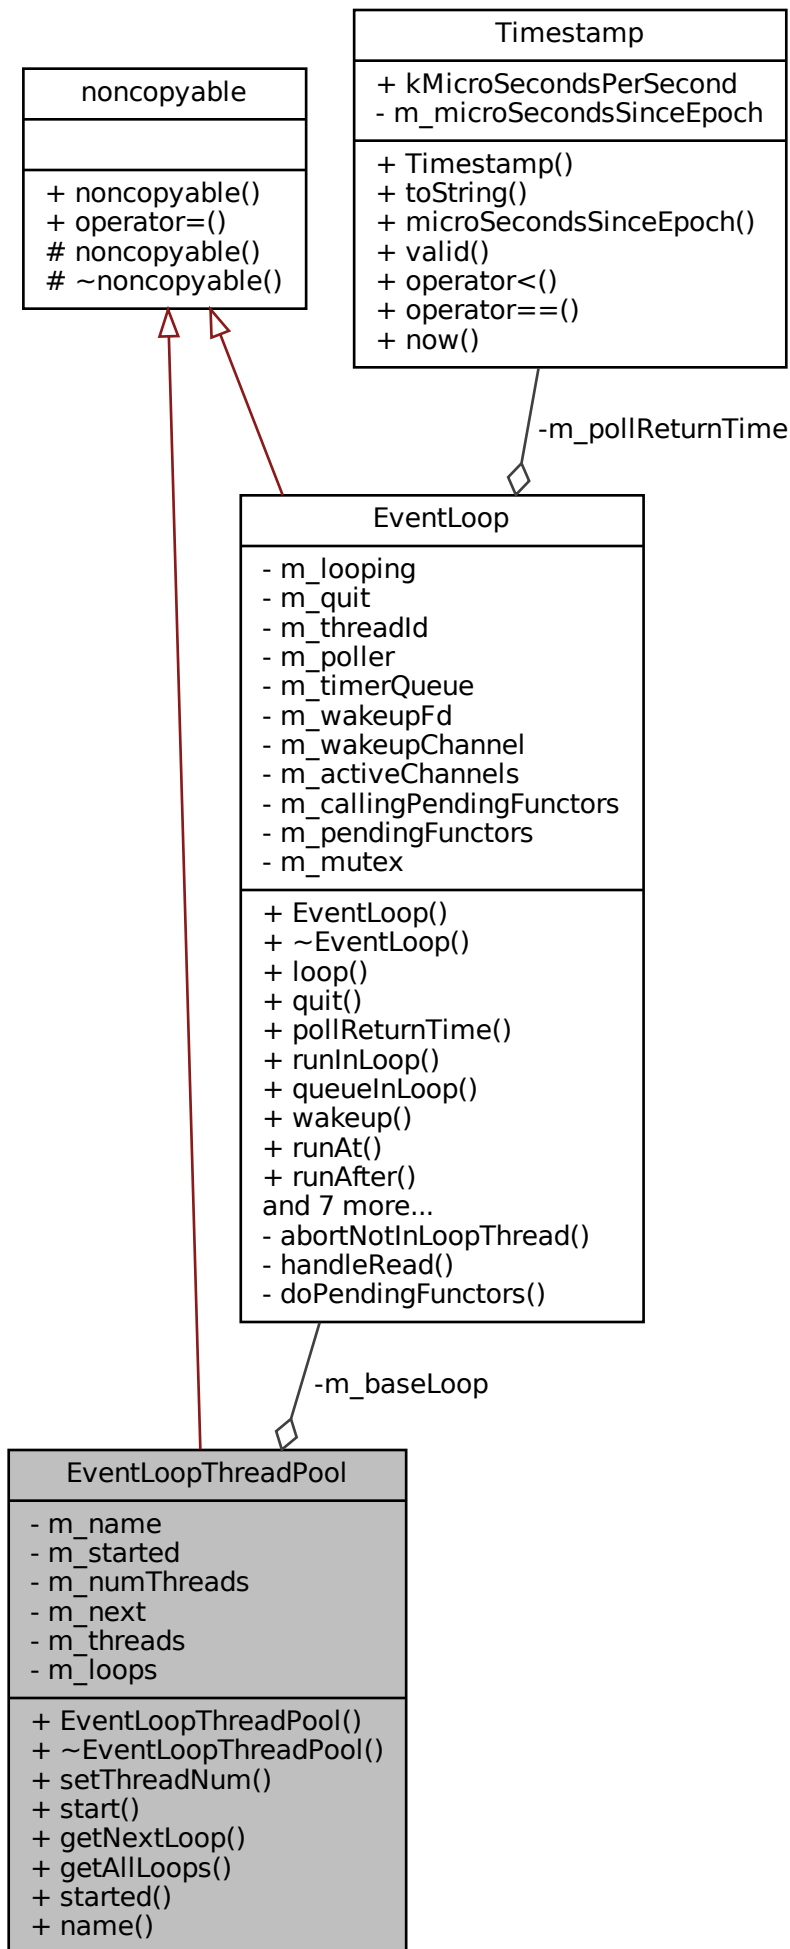 Timestamp
+ kMicroSecondsPerSecond
- m_microSecondsSinceEpoch
+ Timestamp()
+ toString()
+ microSecondsSinceEpoch()
+ valid()
+ operator<()
+ operator==()
+ now()
noncopyable
+ noncopyable()
+ operator=()
# noncopyable()
# ~noncopyable()
-m_pollReturnTime
EventLoop
- m_looping
- m_quit
- m_threadId
- m_poller
- m_timerQueue
- m_wakeupFd
- m_wakeupChannel
- m_activeChannels
- m_callingPendingFunctors
- m_pendingFunctors
- m_mutex
+ EventLoop()
+ ~EventLoop()
+ loop()
+ quit()
+ pollReturnTime()
+ runInLoop()
+ queueInLoop()
+ wakeup()
+ runAt()
+ runAfter()
and 7 more...
- abortNotInLoopThread()
- handleRead()
- doPendingFunctors()
-m_baseLoop
EventLoopThreadPool
- m_name
- m_started
- m_numThreads
- m_next
- m_threads
- m_loops
+ EventLoopThreadPool()
+ ~EventLoopThreadPool()
+ setThreadNum()
+ start()
+ getNextLoop()
+ getAllLoops()
+ started()
+ name()